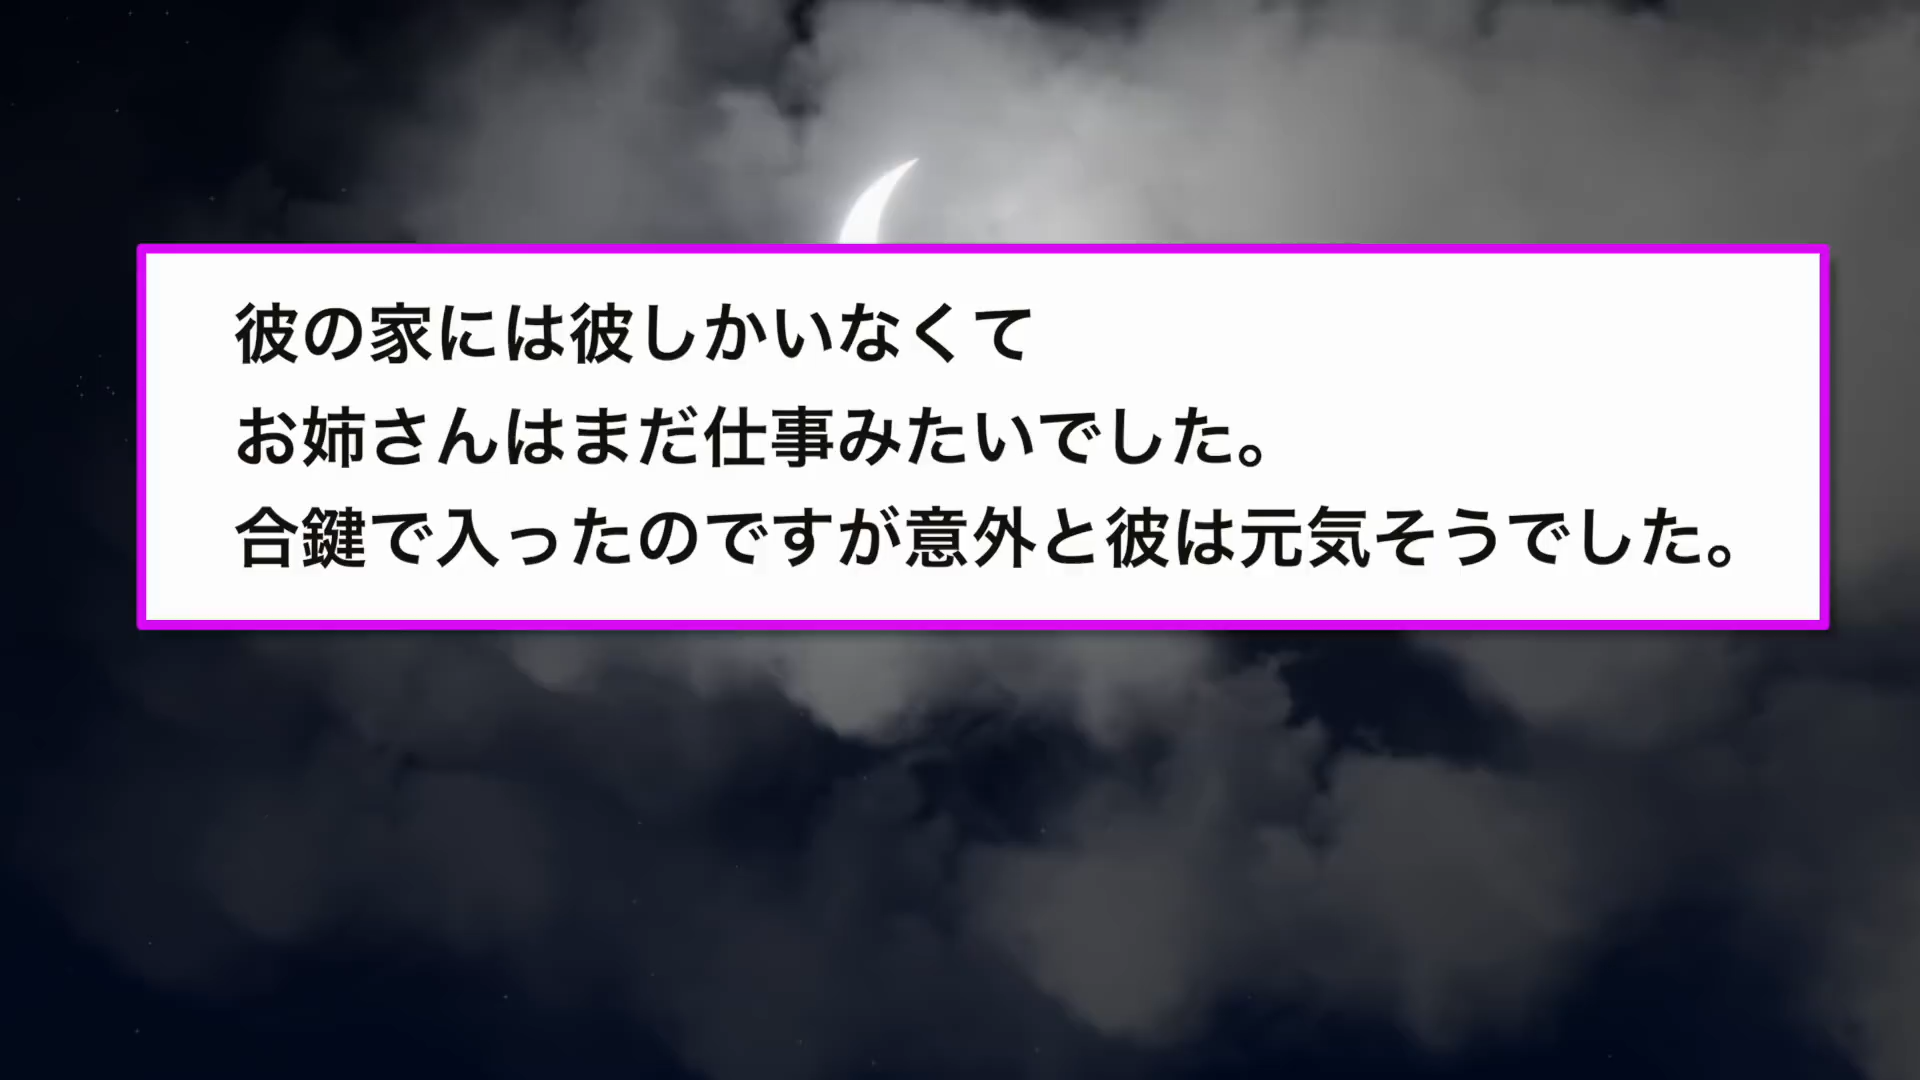 彼の家には彼しかいなくて
お姉さんはまだ仕事みたいでした。
合鍵で入ったのですが意外と彼は元気そうでした。